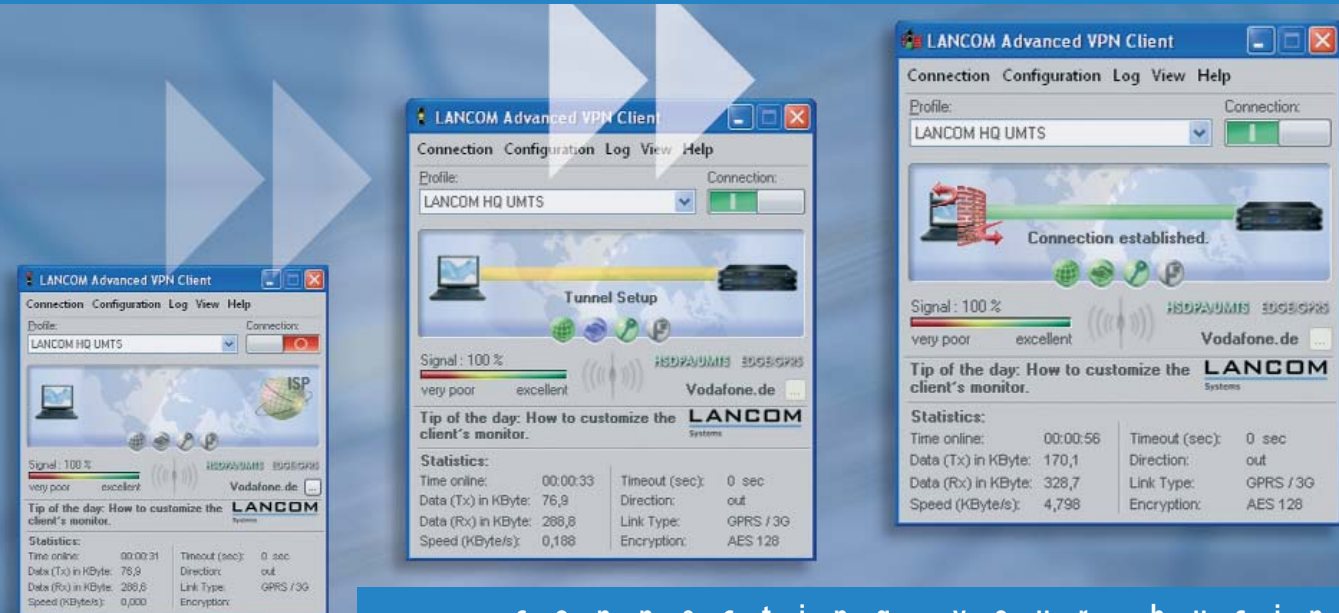 LANCOM Advanced VPN Client
Connection Configuration Log View Help
Profile:
Connection:
LANCOM HQ UMTS
ISP
Signal : 100 %
very poor excellent
HSDPA/UMTS EDGE/GPRS
Vodafone.de ...
Tip of the day: How to customize the client's monitor.
LANCOM
Systems
Statistics:
Time online: 00:00:31 Timeout (sec): 0 sec
Data (Tx) in KByte: 76,9 Direction: out
Data (Rx) in KByte: 288,8 Link Type: GPRS / 3G
Speed (KByte/s): 0,000 Encryption:
LANCOM Advanced VPN Client
Connection Configuration Log View Help
Profile:
Connection:
LANCOM HQ UMTS
Tunnel Setup
Signal : 100 %
very poor excellent
HSDPA/UMTS EDGE/GPRS
Vodafone.de ...
Tip of the day: How to customize the
client's monitor.
LANCOM
Systems
Statistics:
Time online: 00:00:33 Timeout (sec): 0 sec
Data (Tx) in KByte: 76,9 Direction: out
Data (Rx) in KByte: 288,8 Link Type: GPRS / 3G
Speed (KByte/s): 0,188 Encryption: AES 128
LANCOM Advanced VPN Client
Connection Configuration Log View Help
Profile:
Connection:
LANCOM HQ UMTS
Connection established.
Signal : 100 %
very poor excellent
HSDPA/UMTS EDGE/GPRS
Vodafone.de ...
Tip of the day: How to customize the
client's monitor.
LANCOM
Systems
Statistics:
Time online: 00:00:56 Timeout (sec): 0 sec
Data (Tx) in KByte: 170,1 Direction: out
Data (Rx) in KByte: 328,7 Link Type: GPRS / 3G
Speed (KByte/s): 4,798 Encryption: AES 128
connecting your busin